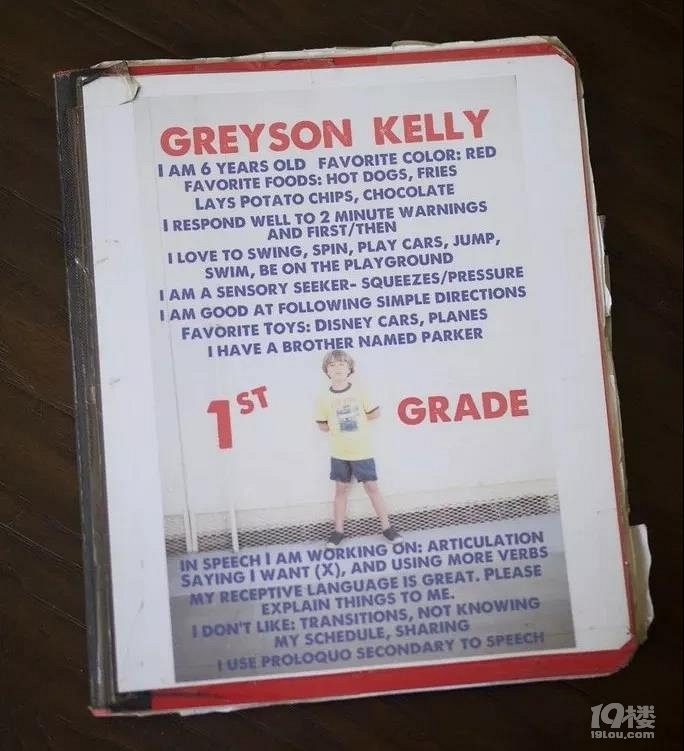 GREYSON KELLY
I AM 6 YEARS OLD FAVORITE COLOR: RED
FAVORITE FOODS: HOT DOGS, FRIES
LAYS POTATO CHIPS, CHOCOLATE
I RESPOND WELL TO 2 MINUTE WARNINGS
AND FIRST/THEN
I LOVE TO SWING, SPIN, PLAY CARS, JUMP,
SWIM, BE ON THE PLAYGROUND
I AM A SENSORY SEEKER- SQUEEZES/PRESSURE
I AM GOOD AT FOLLOWING SIMPLE DIRECTIONS
FAVORITE TOYS: DISNEY CARS, PLANES
I HAVE A BROTHER NAMED PARKER
1ST GRADE
IN SPEECH I AM WORKING ON: ARTICULATION
SAYING I WANT (X), AND USING MORE VERBS
MY RECEPTIVE LANGUAGE IS GREAT. PLEASE
EXPLAIN THINGS TO ME.
I DON'T LIKE: TRANSITIONS, NOT KNOWING
MY SCHEDULE, SHARING
I USE PROLOQUO SECONDARY TO SPEECH
19楼
19lou.com